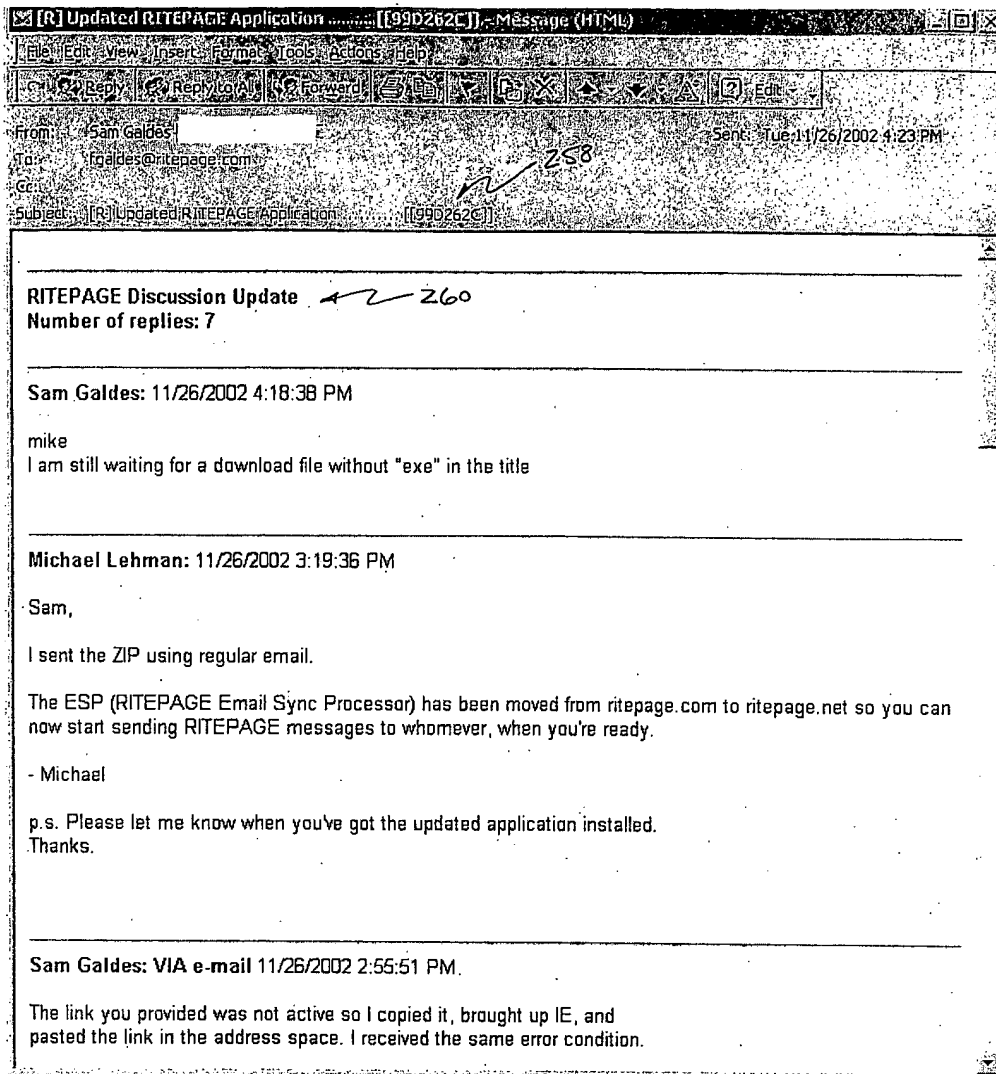 [R] Updated RITEPAGE Application ..........[[99D262C]] - Message (HTML)
File Edit View Insert Format Tools Actions Help
Reply Reply to All Forward Edit
From: Sam Galdes Sent: Tue 11/26/2002 4:23 PM
To: fgaldes@ritepage.com
258
Cc:
Subject: [R] Updated RITEPAGE Application ..........[[99D262C]]
RITEPAGE Discussion Update 260
Number of replies: 7
Sam Galdes: 11/26/2002 4:18:38 PM
mike
I am still waiting for a download file without "exe" in the title
Michael Lehman: 11/26/2002 3:19:36 PM
Sam,
I sent the ZIP using regular email.
The ESP (RITEPAGE Email Sync Processor) has been moved from ritepage.com to ritepage.net so you can
now start sending RITEPAGE messages to whomever, when you're ready.
- Michael
p.s. Please let me know when you've got the updated application installed.
Thanks.
Sam Galdes: VIA e-mail 11/26/2002 2:55:51 PM.
The link you provided was not active so I copied it, brought up IE, and
pasted the link in the address space. I received the same error condition.